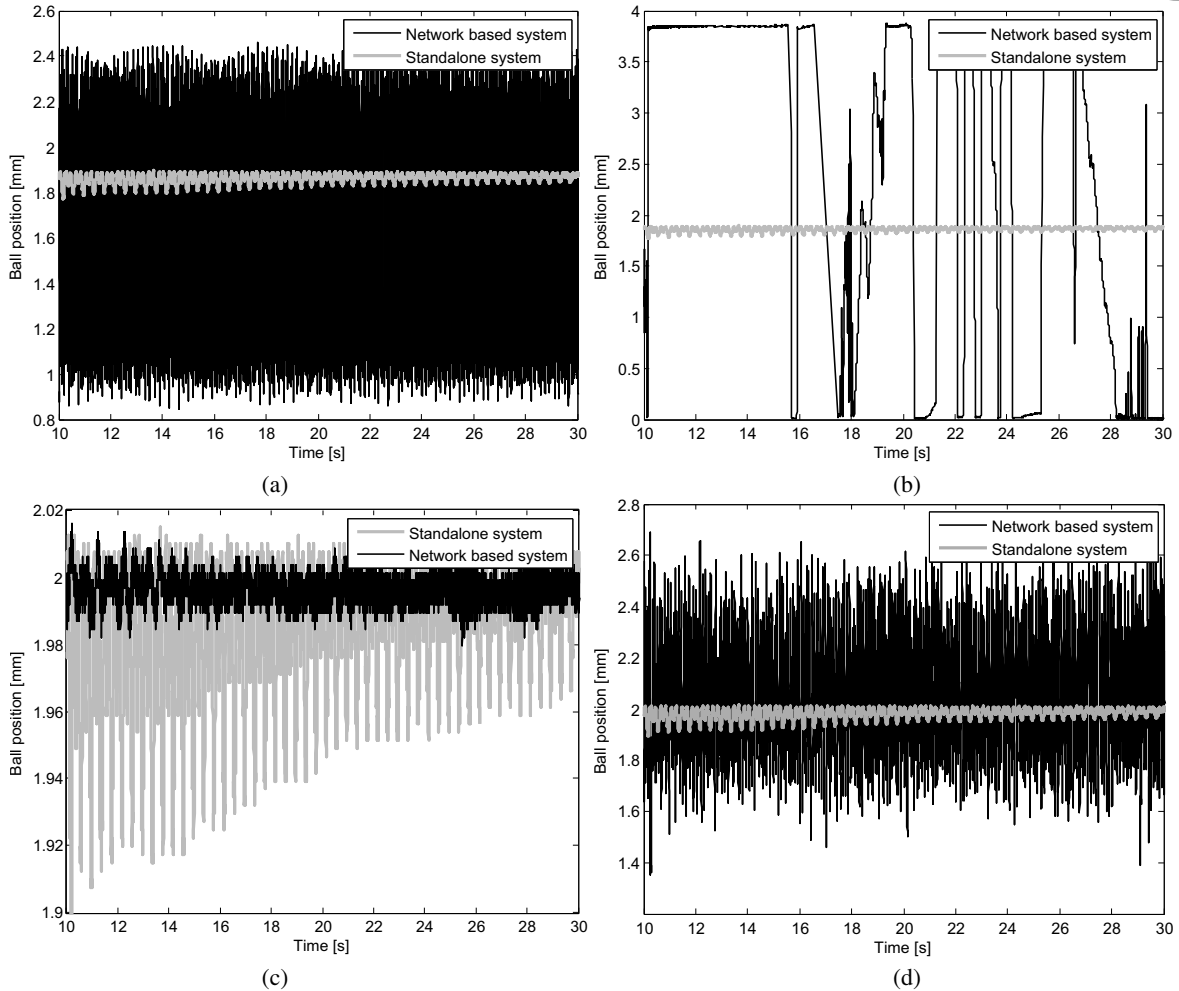 2.6
2.4
2.2
2
1.8
1.6
1.4
1.2
1
0.8
Ball position [mm]
Network based system
Standalone system
10 12 14 16 18 20 22 24 26 28 30
Time [s]
(a)
4
3.5
3
2.5
2
1.5
1
0.5
0
Ball position [mm]
Network based system
Standalone system
10 12 14 16 18 20 22 24 26 28 30
Time [s]
(b)
2.02
2
1.98
1.96
1.94
1.92
1.9
Ball position [mm]
Standalone system
Network based system
10 12 14 16 18 20 22 24 26 28 30
Time [s]
(c)
2.8
2.6
2.4
2.2
2
1.8
1.6
1.4
Ball position [mm]
Network based system
Standalone system
10 12 14 16 18 20 22 24 26 28 30
Time [s]
(d)